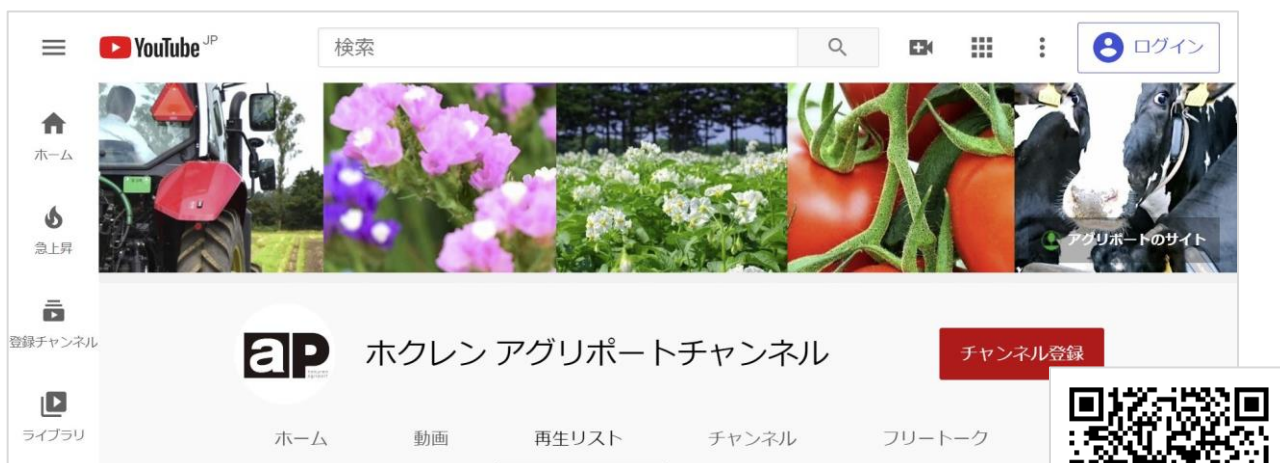 YouTube JP
検索
ログイン
ホーム
急上昇
登録チャンネル
ライブラリ
アグリポートのサイト
ap
ホクレン アグリポートチャンネル
チャンネル登録
ホーム
動画
再生リスト
チャンネル
フリートーク